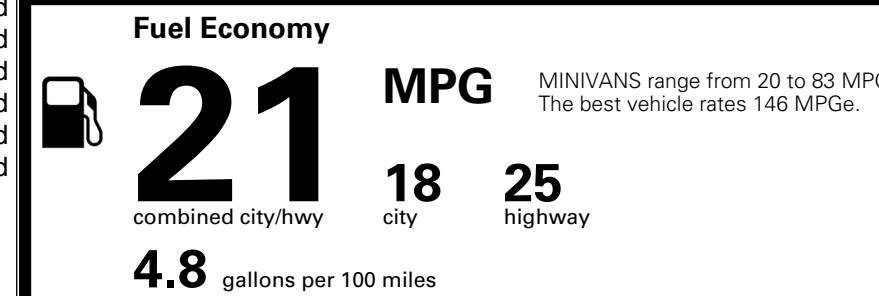 d
d
d
d
d
d
Fuel Economy
21
MPG
MINIVANS range from 20 to 83 MPG
The best vehicle rates 146 MPGe.
18 25
combined city/hwy city highway
4.8 gallons per 100 miles